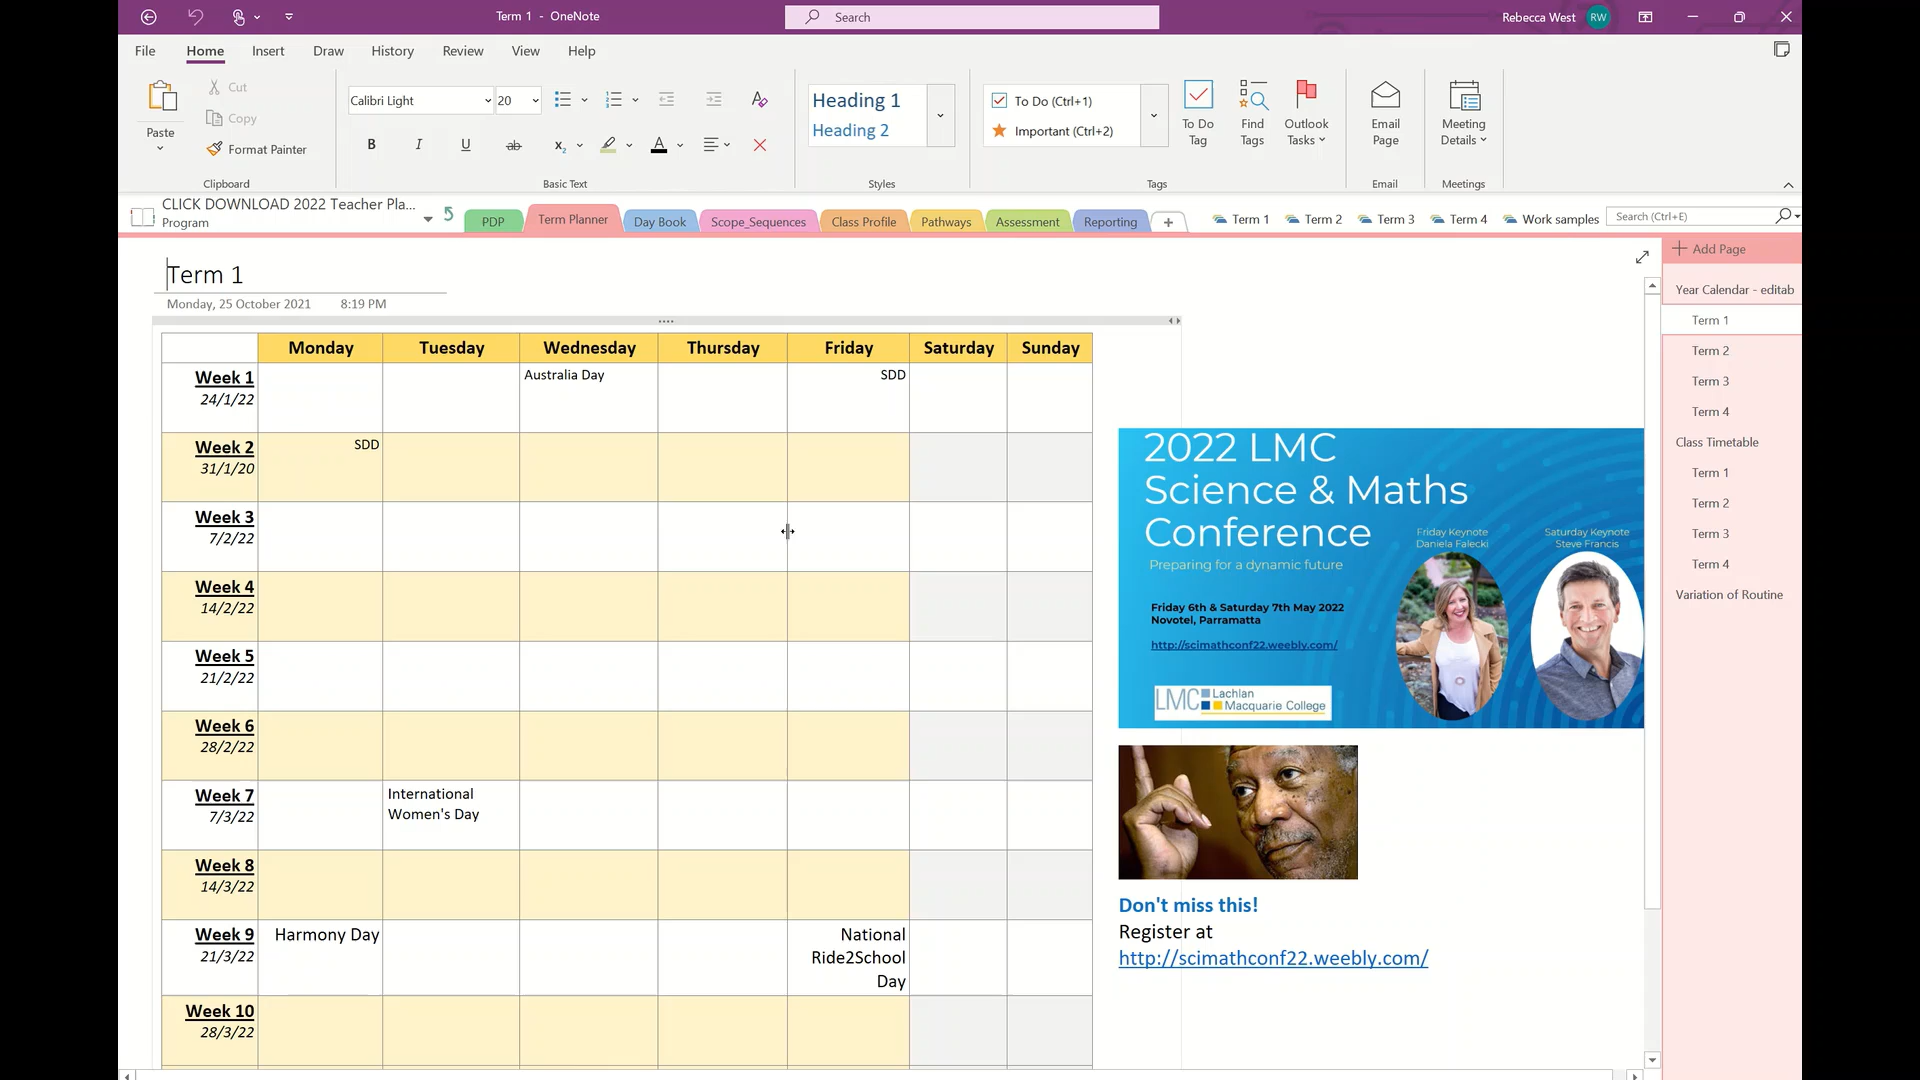 Term 1 - OneNote
Search
Rebecca West
RW
File
Home
Insert
Draw
History
Review
View
Help
Paste
Cut
Copy
Format Painter
Clipboard
Calibri Light
20
B
I
U
ab
x₂
A
Basic Text
Heading 1
Heading 2
Styles
To Do (Ctrl+1)
Important (Ctrl+2)
To Do
Tag
Find
Tags
Outlook
Tasks
Tags
Email
Page
Email
Meeting
Details
Meetings
CLICK DOWNLOAD 2022 Teacher Pla...
Program
PDP
Term Planner
Day Book
Scope_Sequences
Class Profile
Pathways
Assessment
Reporting
Term 1
Term 2
Term 3
Term 4
Work samples
Search (Ctrl+E)
Term 1
Monday, 25 October 2021 8:19 PM
Monday Tuesday Wednesday Thursday Friday Saturday Sunday
Week 1
24/1/22
Australia Day
SDD
Week 2
31/1/20
SDD
Week 3
7/2/22
Week 4
14/2/22
Week 5
21/2/22
Week 6
28/2/22
Week 7
7/3/22
International
Women's Day
Week 8
14/3/22
Week 9
21/3/22
Harmony Day
National
Ride2School
Day
Week 10
28/3/22
2022 LMC
Science & Maths
Conference
Preparing for a dynamic future
Friday Keynote
Daniela Falecki
Saturday Keynote
Steve Francis
Friday 6th & Saturday 7th May 2022
Novotel, Parramatta
http://scimathconf22.weebly.com/
LMC Lachlan
Macquarie College
Don't miss this!
Register at
http://scimathconf22.weebly.com/
Add Page
Year Calendar - editab
Term 1
Term 2
Term 3
Term 4
Class Timetable
Term 1
Term 2
Term 3
Term 4
Variation of Routine